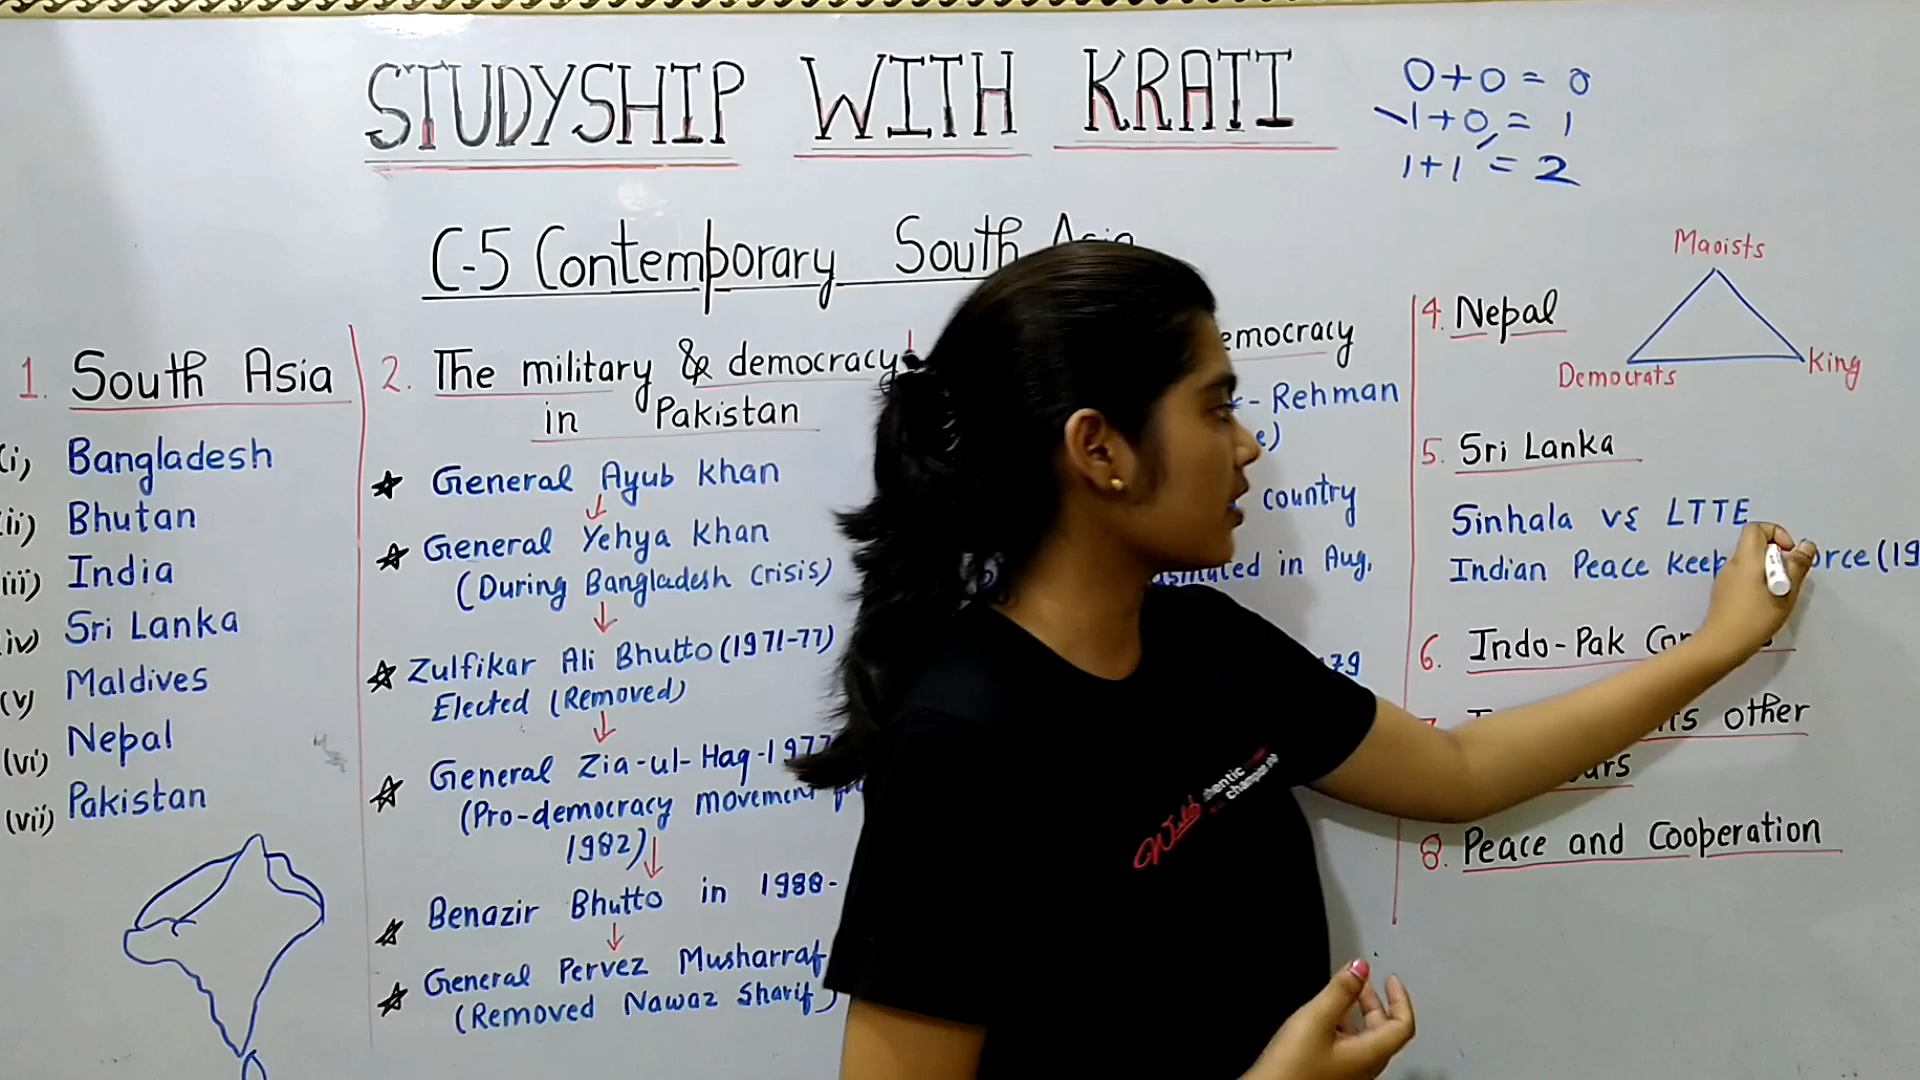 STUDYSHIP WITH KRATI
0+0 = 0
1+0 = 1
1+1 = 2
C-5 Contemporary South
1. South Asia
(i) Bangladesh
(ii) Bhutan
(iii) India
(iv) Sri Lanka
(v) Maldives
(vi) Nepal
(vii) Pakistan
2. The military & democracy
in Pakistan
General Ayub Khan
General Yehya Khan
(During Bangladesh crisis)
Zulfikar Ali Bhutto (1971-77)
Elected (Removed)
General Zia-ul-Haq-1977
(Pro-democracy movement
1982)
Benazir Bhutto in 1988-
General Pervez Musharraf
(Removed Nawaz Sharif)
- Rehman
country
in Aug.
4. Nepal
Maoists
Democrats
King
5. Sri Lanka
Sinhala vs LTTE
Indian Peace
6. Indo-Pak
other
8. Peace and Cooperation